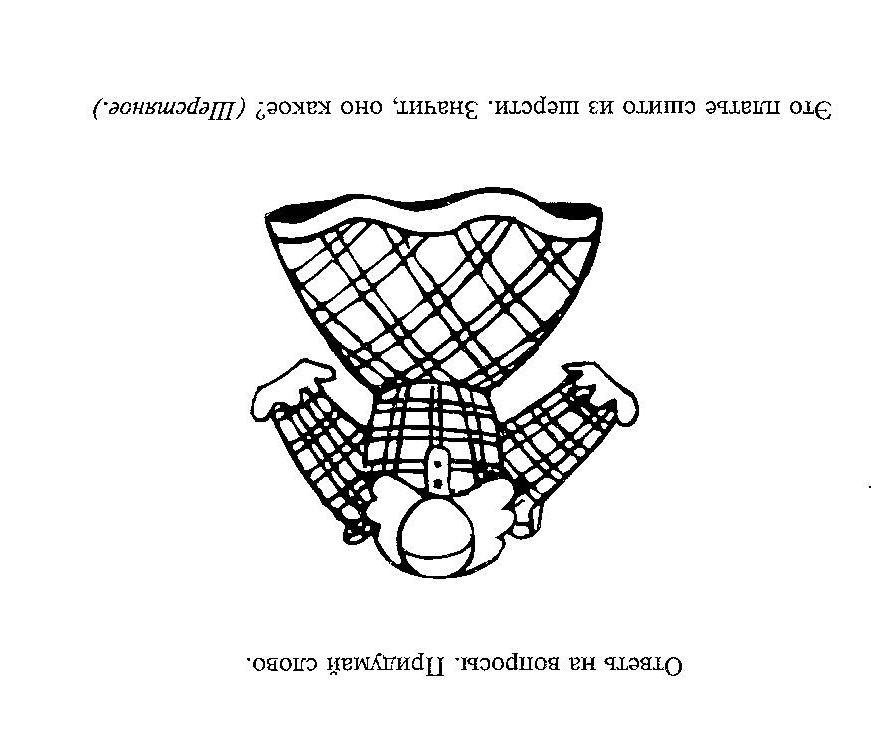 Ответь на вопросы. Придумай слово.
Это платье сшито из шерсти. Значит, оно какое? (Шерстяное.)